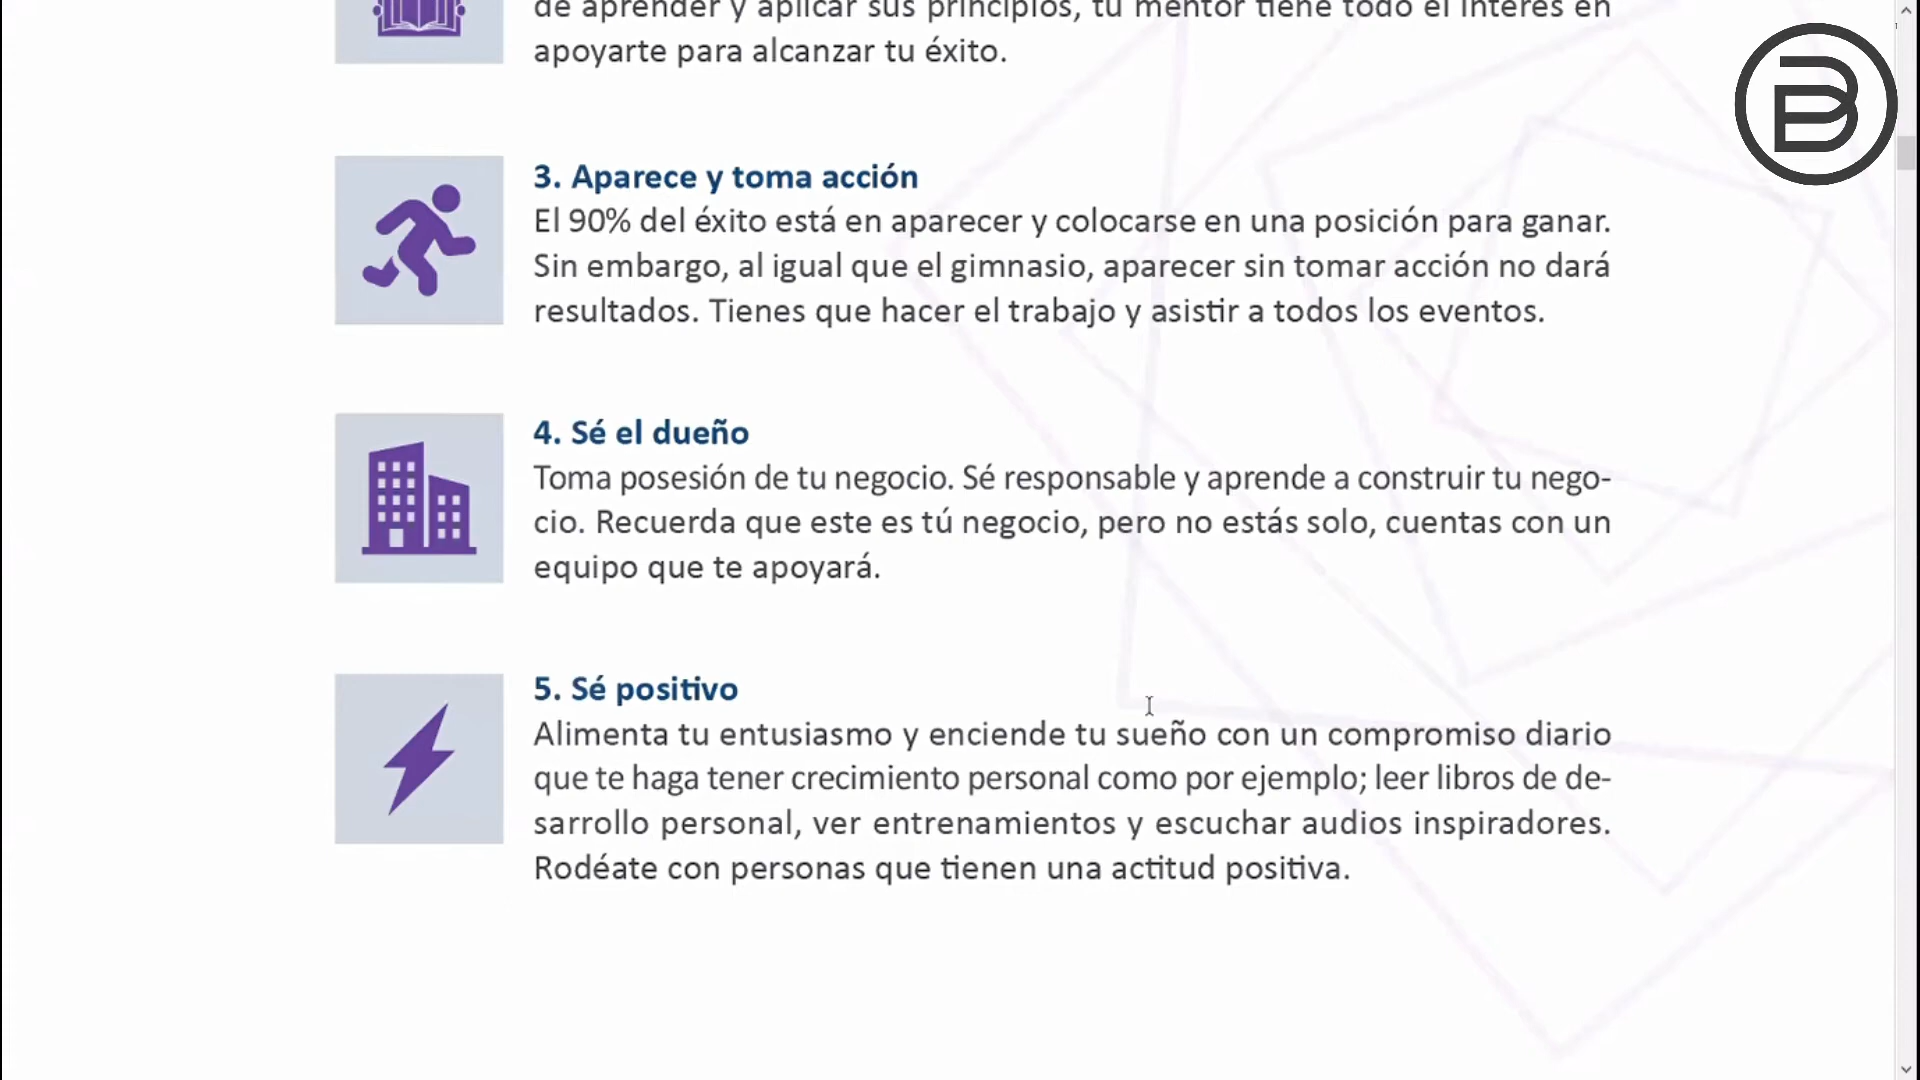 de aprender y aplicar sus principios, tu mentor tiene todo el interés en
apoyarte para alcanzar tu éxito.
3. Aparece y toma acción
El 90% del éxito está en aparecer y colocarse en una posición para ganar.
Sin embargo, al igual que el gimnasio, aparecer sin tomar acción no dará
resultados. Tienes que hacer el trabajo y asistir a todos los eventos.
4. Sé el dueño
Toma posesión de tu negocio. Sé responsable y aprende a construir tu nego-
cio. Recuerda que este es tú negocio, pero no estás solo, cuentas con un
equipo que te apoyará.
5. Sé positivo
Alimenta tu entusiasmo y enciende tu sueño con un compromiso diario
que te haga tener crecimiento personal como por ejemplo; leer libros de de-
sarrollo personal, ver entrenamientos y escuchar audios inspiradores.
Rodéate con personas que tienen una actitud positiva.